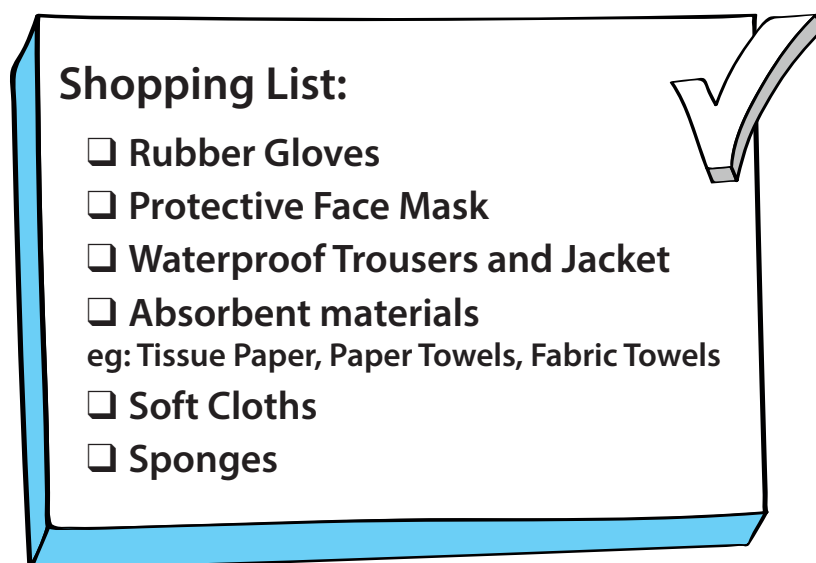 Shopping List:
❑ Rubber Gloves
❑ Protective Face Mask
❑ Waterproof Trousers and Jacket
❑ Absorbent materials
eg: Tissue Paper, Paper Towels, Fabric Towels
❑ Soft Cloths
❑ Sponges